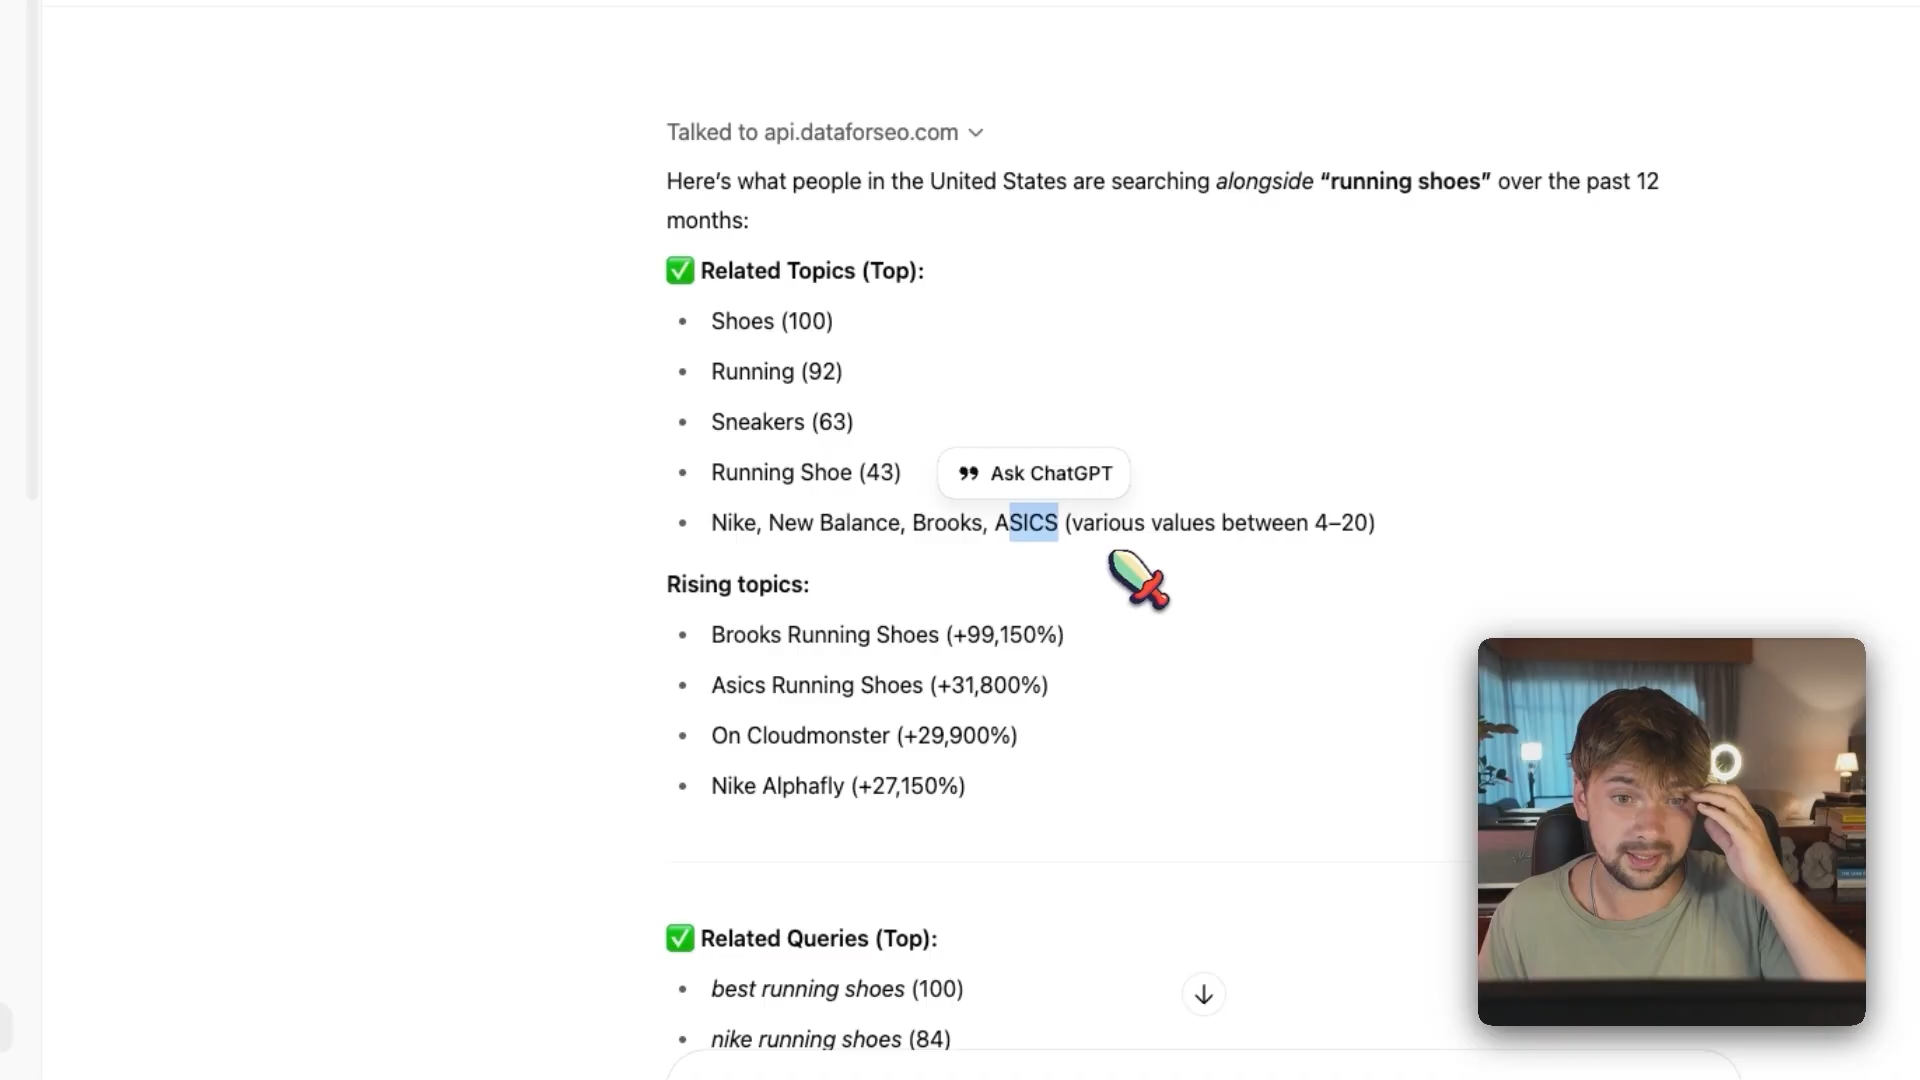 Talked to api.dataforseo.com
Here’s what people in the United States are searching alongside “running shoes” over the past 12
months:
✅ Related Topics (Top):
• Shoes (100)
• Running (92)
• Sneakers (63)
• Running Shoe (43)
Ask ChatGPT
• Nike, New Balance, Brooks, ASICS (various values between 4–20)
Rising topics:
• Brooks Running Shoes (+99,150%)
• Asics Running Shoes (+31,800%)
• On Cloudmonster (+29,900%)
• Nike Alphafly (+27,150%)
✅ Related Queries (Top):
• best running shoes (100)
• nike running shoes (84)